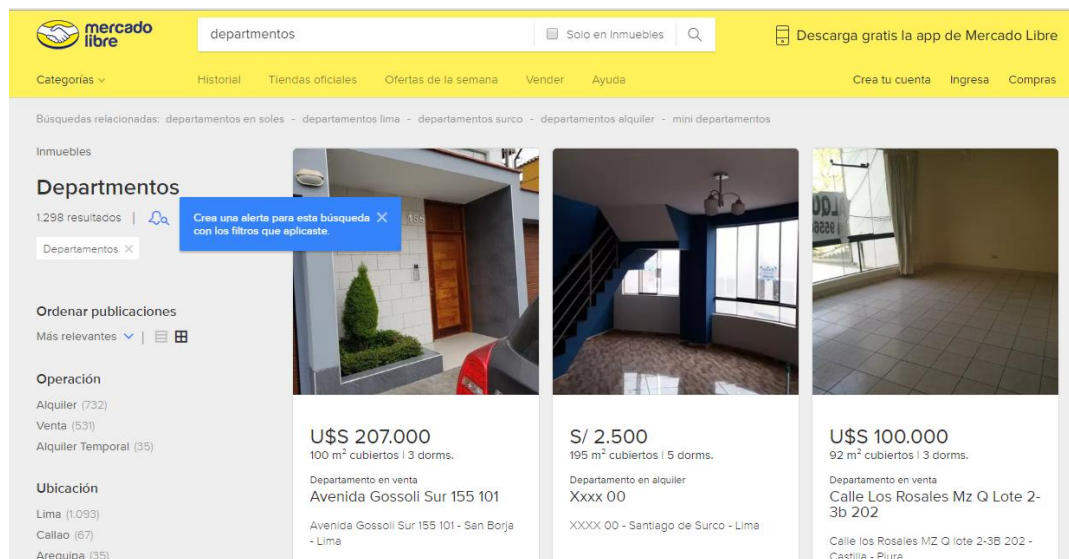 mercado
libre
departmentos
Solo en Inmuebles
Descarga gratis la app de Mercado Libre
Categorías
Historial
Tiendas oficiales
Ofertas de la semana
Vender
Ayuda
Crea tu cuenta
Ingresa
Compras
Búsquedas relacionadas: departamentos en soles - departamentos lima - departamentos surco - departamentos alquiler - mini departamentos
Inmuebles
Departmentos
1.298 resultados |
Crea una alerta para esta búsqueda
con los filtros que aplicaste.
Departamentos
Ordenar publicaciones
Más relevantes |
Operación
Alquiler (732)
Venta (531)
Alquiler Temporal (35)
Ubicación
Lima (1.093)
Callao (67)
Arequipa (35)
155
U$S 207.000
100 m² cubiertos | 3 dorms.
Departamento en venta
Avenida Gossoli Sur 155 101
Avenida Gossoli Sur 155 101 - San Borja
- Lima
S/ 2.500
195 m² cubiertos | 5 dorms.
Departamento en alquiler
Xxxx 00
XXXX 00 - Santiago de Surco - Lima
U$S 100.000
92 m² cubiertos | 3 dorms.
Departamento en venta
Calle Los Rosales Mz Q Lote 2-
3b 202
Calle los Rosales MZ Q lote 2-3B 202 -
Castilla - Piura